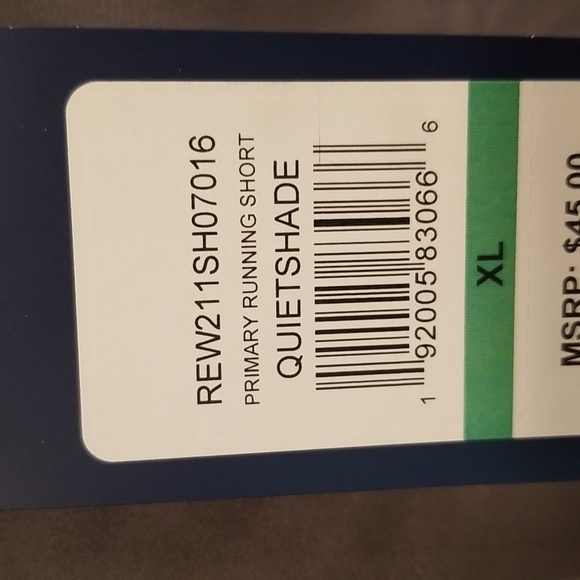 REW211SH07016
PRIMARY RUNNING SHORT
QUIETSHADE
1 92005 83066 6
XL
MSRP: $45.00